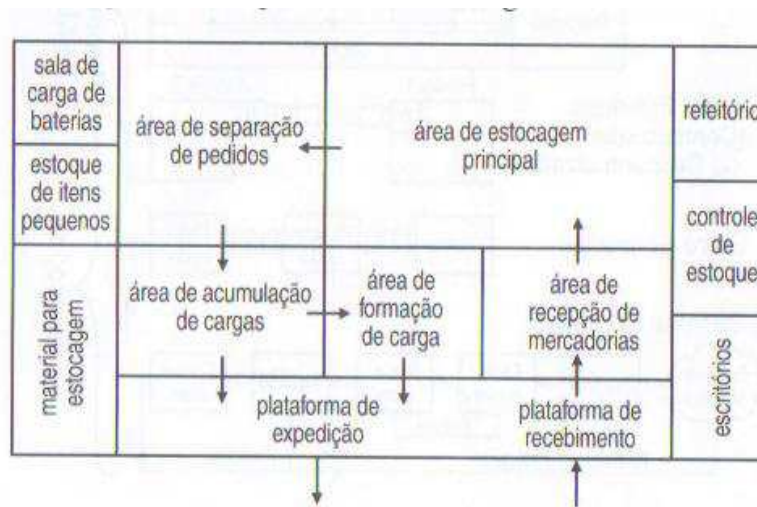 sala de
carga de
baterias
estoque
de itens
pequenos
material para
estocagem
área de separação
de pedidos
área de estocagem
principal
área de acumulação
de cargas
área de
formação
de carga
área de
recepção de
mercadorias
plataforma de
expedição
plataforma de
recebimento
refeitório
controle
de
estoque
escritórios